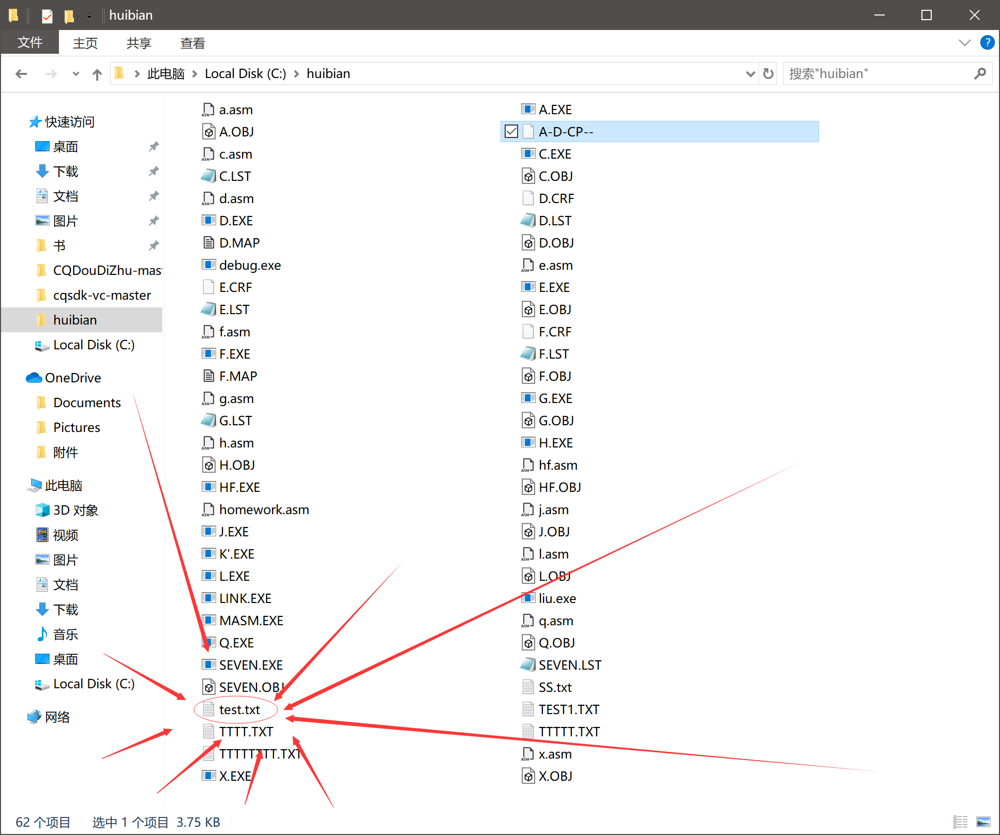 huibian
文件 主页 共享 查看
此电脑 Local Disk (C:) huibian 搜索"huibian"
快速访问
桌面
下载
文档
图片
书
CQDouDiZhu-mast
cqsdk-vc-master
huibian
Local Disk (C:)
OneDrive
Documents
Pictures
附件
此电脑
3D 对象
视频
图片
文档
下载
音乐
桌面
Local Disk (C:)
网络
a.asm A.EXE
A.OBJ A-D-CP--
c.asm C.EXE
C.LST C.OBJ
d.asm D.CRF
D.EXE D.LST
D.MAP D.OBJ
debug.exe e.asm
E.CRF E.EXE
E.LST E.OBJ
f.asm F.CRF
F.EXE F.LST
F.MAP F.OBJ
g.asm G.EXE
G.LST G.OBJ
h.asm H.EXE
H.OBJ hf.asm
HF.EXE HF.OBJ
homework.asm j.asm
J.EXE J.OBJ
K'.EXE l.asm
L.EXE L.OBJ
LINK.EXE liu.exe
MASM.EXE q.asm
Q.EXE Q.OBJ
SEVEN.EXE SEVEN.LST
SEVEN.OBJ SS.txt
test.txt TEST1.TXT
TTTT.TXT TTTTT.TXT
TTTTTTTT.TXT x.asm
X.EXE X.OBJ
62 个项目 选中 1 个项目 3.75 KB